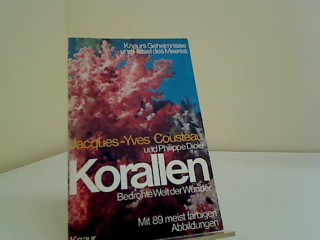 Knaurs Geheimnisse
und Rätsel des Meeres
Jacques-Yves Cousteau
und Philippe Diolé
Korallen
Bedrohte Welt der Wunder
Mit 89 meist farbigen
Abbildungen
Knaur